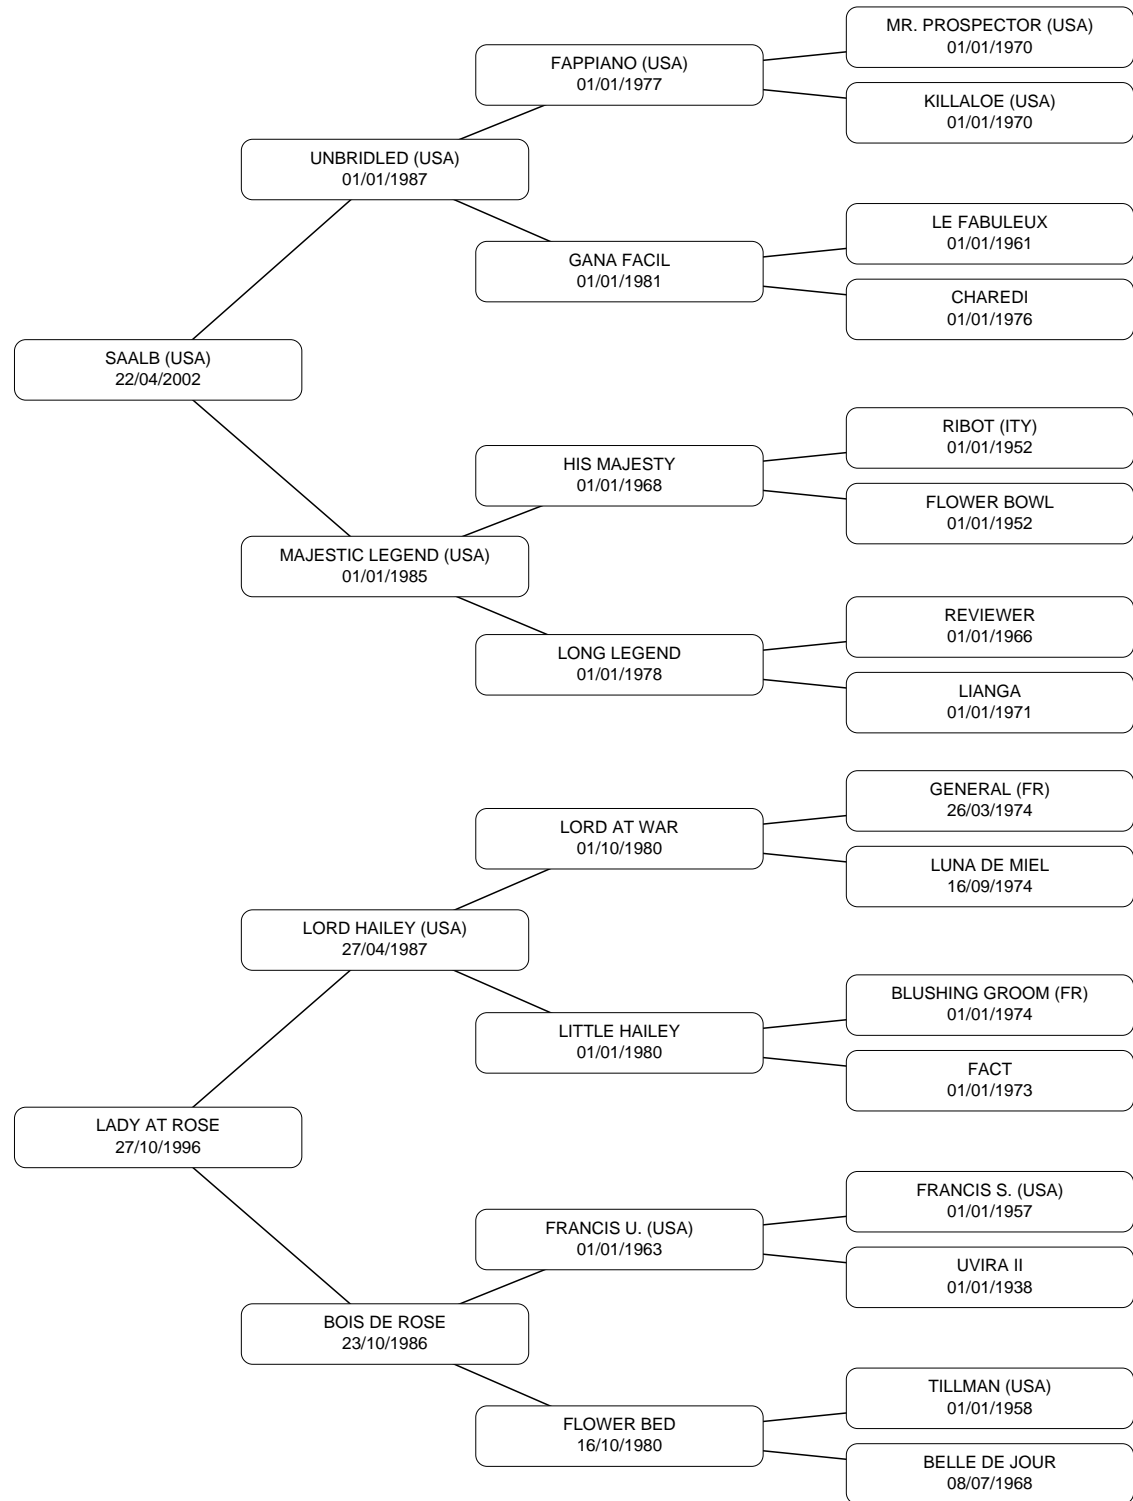 MR. PROSPECTOR (USA)
01/01/1970
FAPPIANO (USA)
01/01/1977
KILLALOE (USA)
01/01/1970
UNBRIDLED (USA)
01/01/1987
LE FABULEUX
01/01/1961
GANA FACIL
01/01/1981
CHAREDI
01/01/1976
SAALB (USA)
22/04/2002
RIBOT (ITY)
01/01/1952
HIS MAJESTY
01/01/1968
FLOWER BOWL
01/01/1952
MAJESTIC LEGEND (USA)
01/01/1985
REVIEWER
01/01/1966
LONG LEGEND
01/01/1978
LIANGA
01/01/1971
GENERAL (FR)
26/03/1974
LORD AT WAR
01/10/1980
LUNA DE MIEL
16/09/1974
LORD HAILEY (USA)
27/04/1987
BLUSHING GROOM (FR)
01/01/1974
LITTLE HAILEY
01/01/1980
FACT
01/01/1973
LADY AT ROSE
27/10/1996
FRANCIS S. (USA)
01/01/1957
FRANCIS U. (USA)
01/01/1963
UVIRA II
01/01/1938
BOIS DE ROSE
23/10/1986
TILLMAN (USA)
01/01/1958
FLOWER BED
16/10/1980
BELLE DE JOUR
08/07/1968